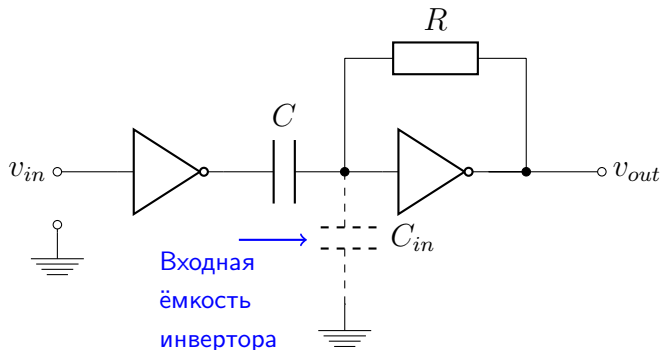 R
C
v_in
v_out
C_in
Входная
ёмкость
инвертора